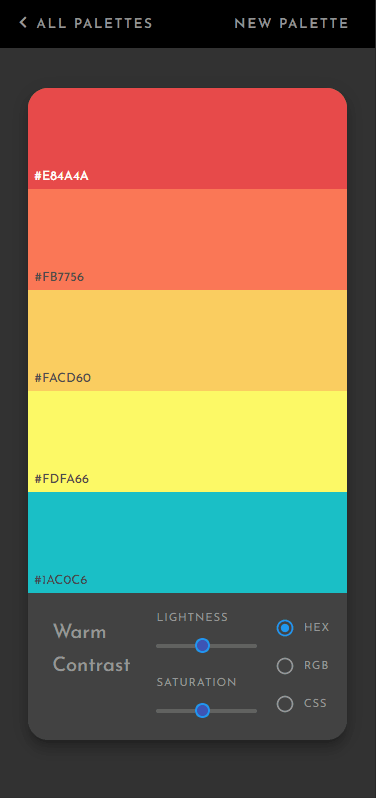 ALL PALETTES
NEW PALETTE
#E84A4A
#FB7756
#FACD60
#FDFA66
#1AC0C6
Warm
Contrast
LIGHTNESS
SATURATION
HEX
RGB
CSS